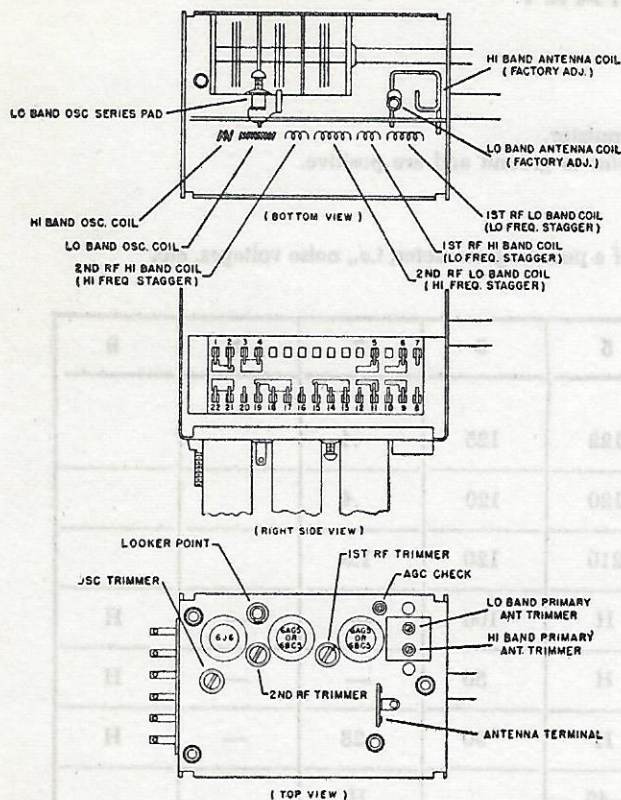 HI BAND ANTENNA COIL
( FACTORY ADJ. )
LO BAND OSC SERIES PAD
LO BAND ANTENNA COIL
(FACTORY ADJ.)
( BOTTOM VIEW )
HI BAND OSC. COIL
1ST RF LO BAND COIL
(LO FREQ. STAGGER)
LO BAND OSC. COIL
1ST RF HI BAND COIL
(LO FREQ. STAGGER)
2ND RF HI BAND COIL
(HI FREQ. STAGGER)
2ND RF LO BAND COIL
(HI FREQ. STAGGER)
1 2 3 4 5 6 7
22 21 20 19 18 17 16 15 14 13 12 11 10 9 8
(RIGHT SIDE VIEW)
LOOKER POINT
1ST RF TRIMMER
OSC TRIMMER
AGC CHECK
LO BAND PRIMARY
ANT TRIMMER
6J6
6AG5
OR
6BC5
6AG5
OR
6BC5
HI BAND PRIMARY
ANT. TRIMMER
2ND RF TRIMMER
ANTENNA TERMINAL
( TOP VIEW )